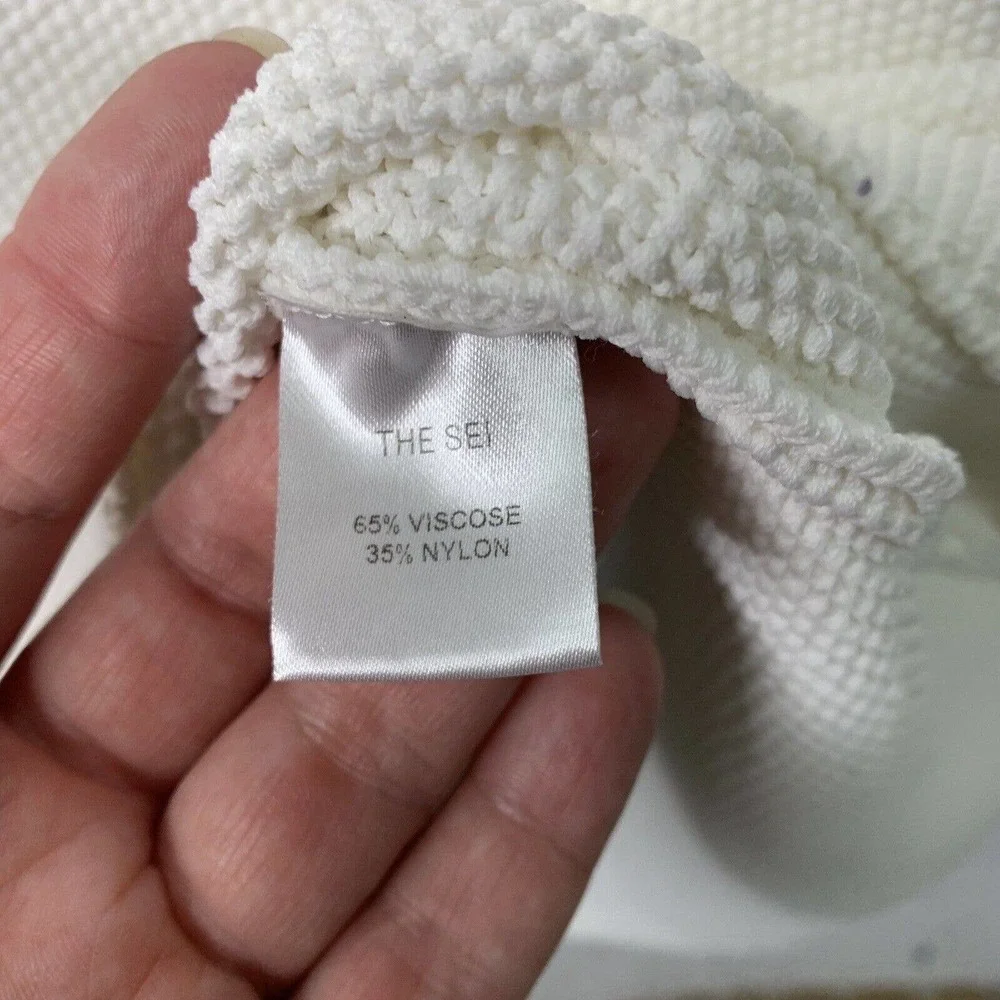 THE SEI
65% VISCOSE
35% NYLON